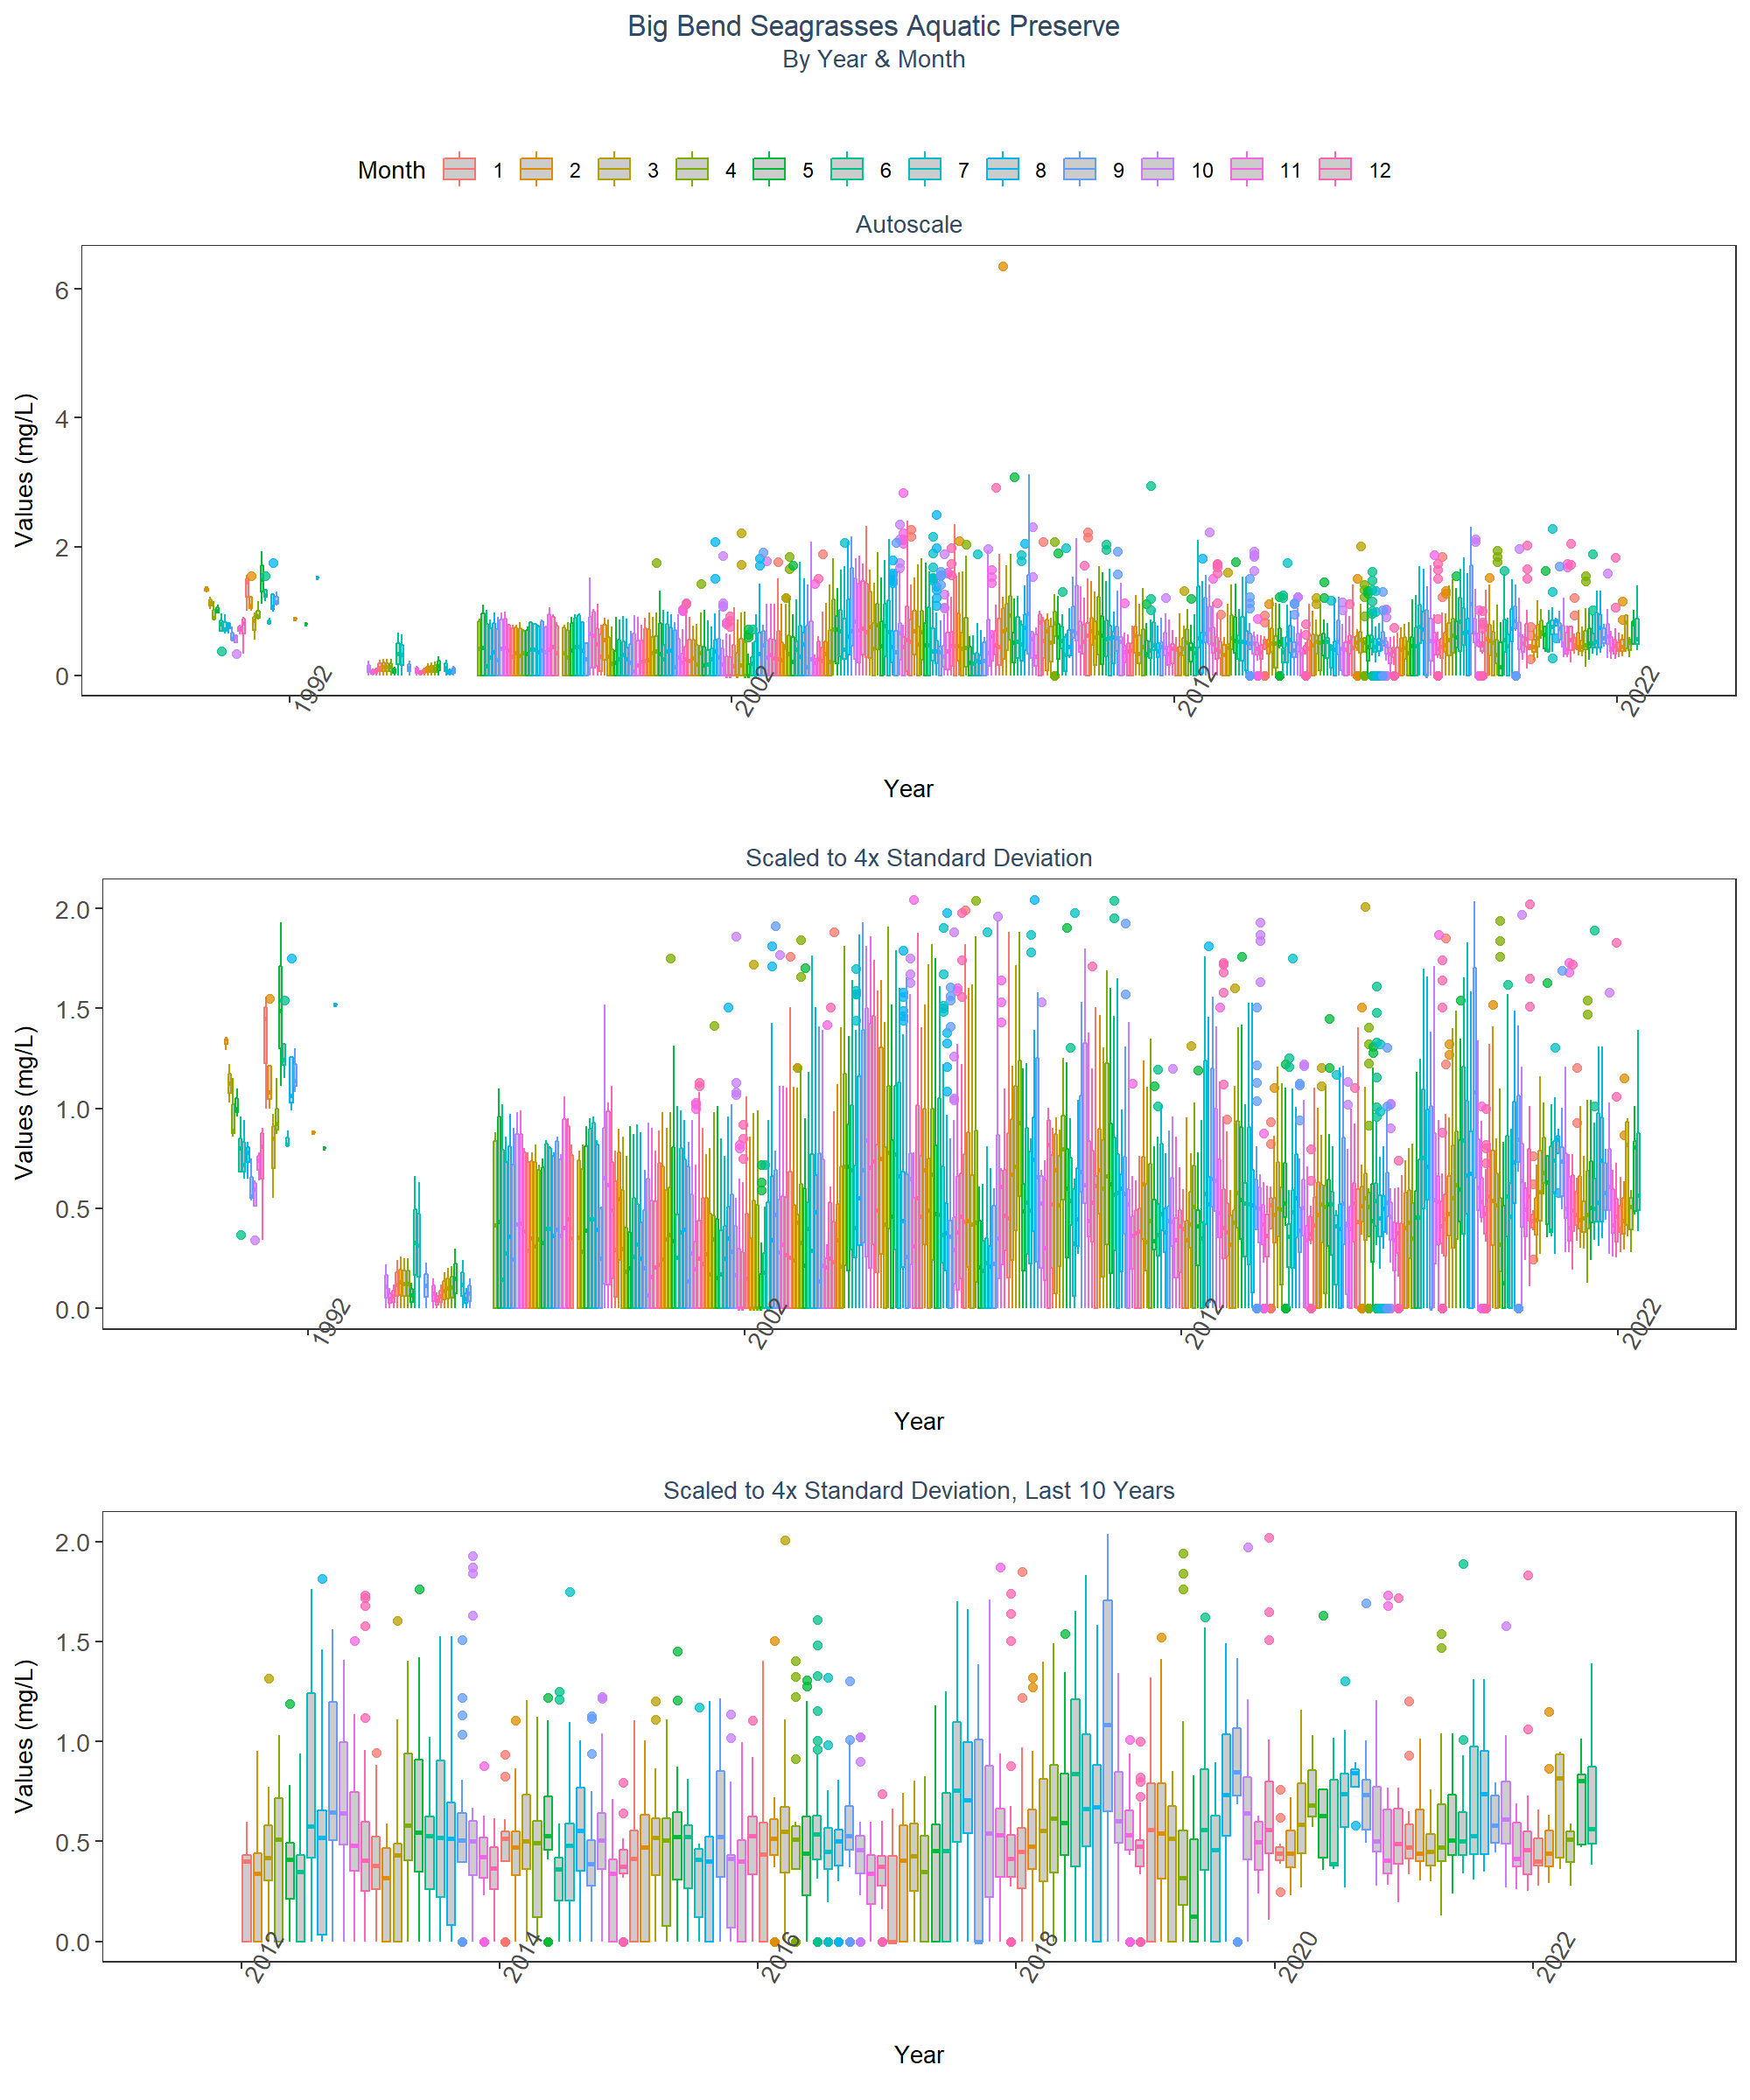 Big Bend Seagrasses Aquatic Preserve
By Year & Month
Month 1 2 3 4 5 6 7 8 9 10 11 12
Autoscale
Values (mg/L)
6
4
2
0
1992 2002 2012 2022
Year
Scaled to 4x Standard Deviation
Values (mg/L)
2.0
1.5
1.0
0.5
0.0
1992 2002 2012 2022
Year
Scaled to 4x Standard Deviation, Last 10 Years
Values (mg/L)
2.0
1.5
1.0
0.5
0.0
2012 2014 2016 2018 2020 2022
Year